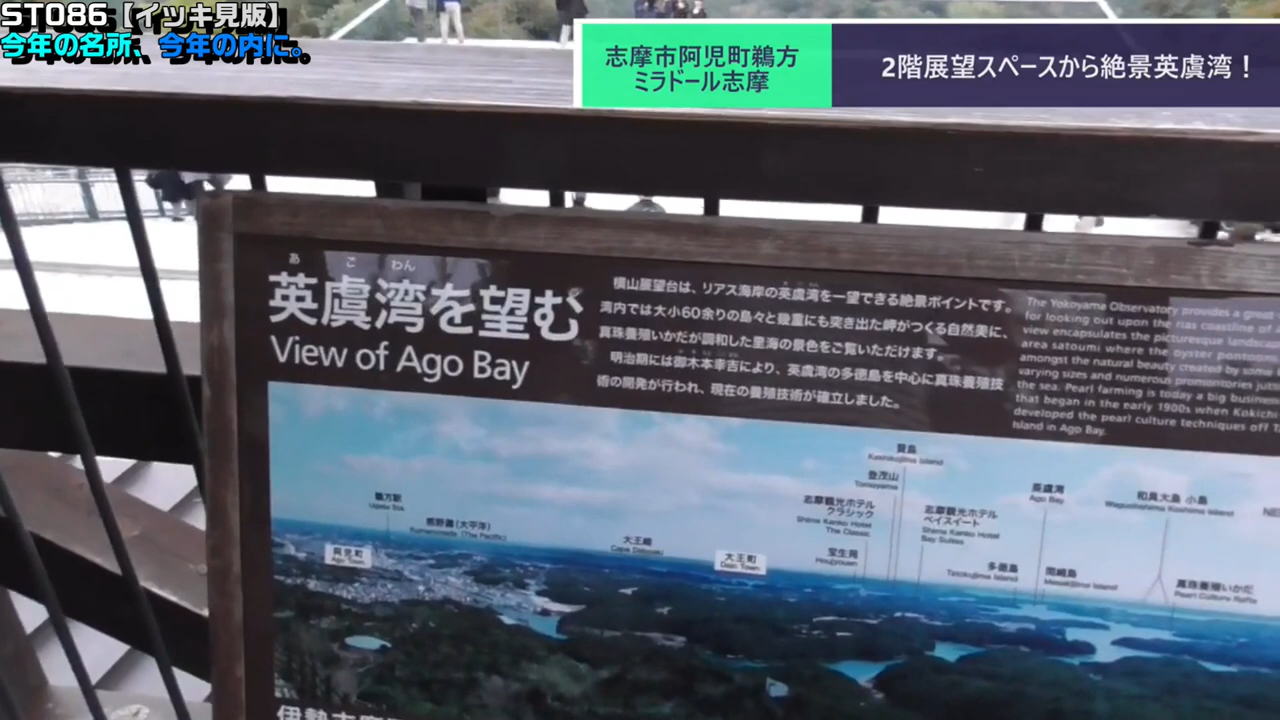 ST086【イッキ見版】
今年の名所、今年の内に。
志摩市阿児町鵜方
ミラドール志摩
2階展望スペースから絶景英虞湾！
あ ご わん
英虞湾を望む
View of Ago Bay
横山展望台は、リアス海岸の英虞湾を一望できる絶景ポイントです。
湾内では大小60余りの島々と幾重にも突き出た岬がつくる自然美に、
真珠養殖いかだが調和した里海の景色をご覧いただけます。
明治期には御木本幸吉により、英虞湾の多徳島を中心に真珠養殖技
術の開発が行われ、現在の養殖技術が確立しました。
The Yokoyama Observatory provides a great
for looking out upon the rias coastline of
view encapsulates the picturesque landscap
area satoumi where the oyster pontoons
amongst the natural beauty created by some
varying sizes and numerous promontories jutt
the sea. Pearl farming is today a big busines
that began in the early 1900s when Kokichi
developed the pearl culture techniques off T
Island in Ago Bay.
賢島
Kashikojima Island
登茂山
Tomoyama
志摩観光ホテル
クラシック
Shima Kanko Hotel
The Classic
志摩観光ホテル
ベイスイート
Shima Kanko Hotel
Bay Suites
英虞湾
Ago Bay
和具大島 小島
Wagushoshima Koshima Island
NE
鵜方駅
Ugata Sta.
熊野灘（太平洋）
Kumanonada (The Pacific)
阿児町
Ago Town
大王崎
Cape Daiozaki
大王町
Daio Town
宝生苑
Houjyouen
多徳島
Tatokujima Island
間崎島
Masakijima Island
真珠養殖いかだ
Pearl Culture Rafts
伊勢志摩